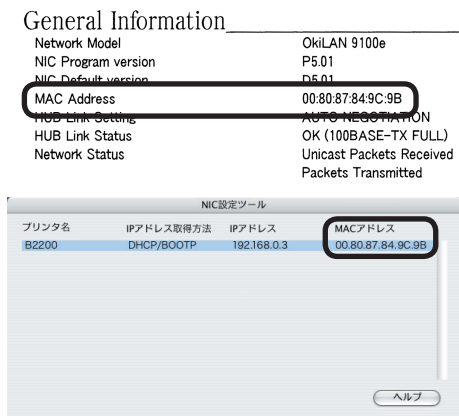 General Information
Network Model OkiLAN 9100e
NIC Program version P5.01
NIC Default version D5.01
MAC Address 00:80:87:84:9C:9B
HUB Link Setting AUTO NEGOTIATION
HUB Link Status OK (100BASE-TX FULL)
Network Status Unicast Packets Received
Packets Transmitted
NIC設定ツール
プリンタ名 IPアドレス取得方法 IPアドレス MACアドレス
B2200 DHCP/BOOTP 192.168.0.3 00.80.87.84.9C.9B
ヘルプ